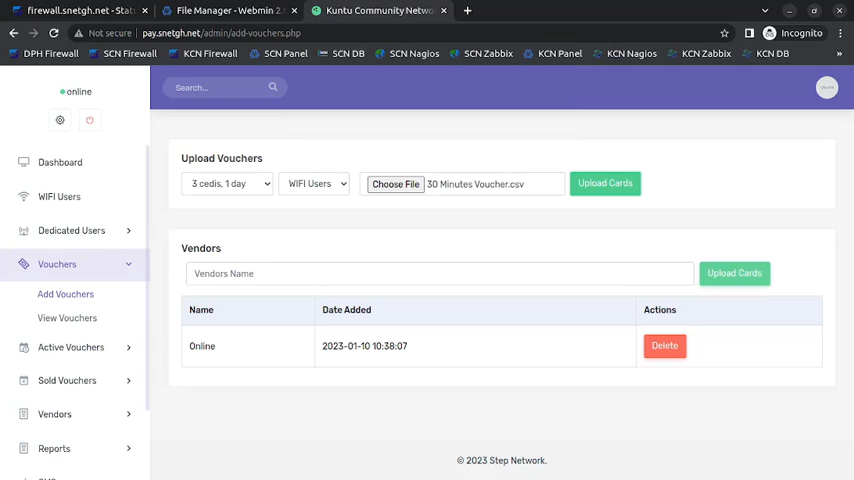 firewall.snetgh.net - Statu
File Manager - Webmin 2.
Kuntu Community Netwo
Not secure
pay.snetgh.net/admin/add-vouchers.php
Incognito
DPH Firewall
SCN Firewall
KCN Firewall
SCN Panel
SCN DB
SCN Nagios
SCN Zabbix
KCN Panel
KCN Nagios
KCN Zabbix
KCN DB
»
online
Search...
Dashboard
WIFI Users
Dedicated Users
Vouchers
Add Vouchers
View Vouchers
Active Vouchers
Sold Vouchers
Vendors
Reports
Upload Vouchers
3 cedis, 1 day
WIFI Users
Choose File 30 Minutes Voucher.csv
Upload Cards
Vendors
Vendors Name
Upload Cards
Name Date Added Actions
Online 2023-01-10 10:38:07 Delete
© 2023 Step Network.